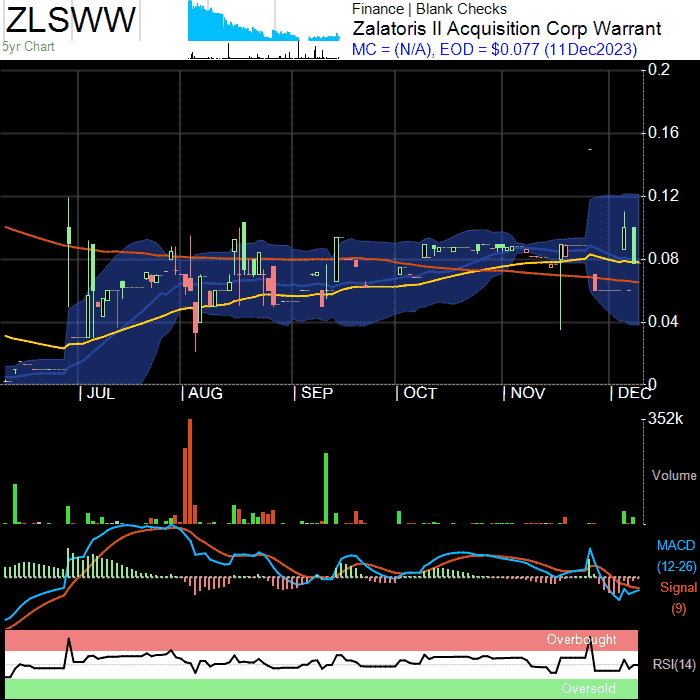 ZLSWW
5yr Chart
Finance | Blank Checks
Zalatoris II Acquisition Corp Warrant
MC = (N/A), EOD = $0.077 (11Dec2023)
0.2
0.16
0.12
0.08
0.04
0
| JUL | AUG | SEP | OCT | NOV | DEC
352k
Volume
MACD
(12-26)
Signal
(9)
Overbought
RSI(14)
Oversold